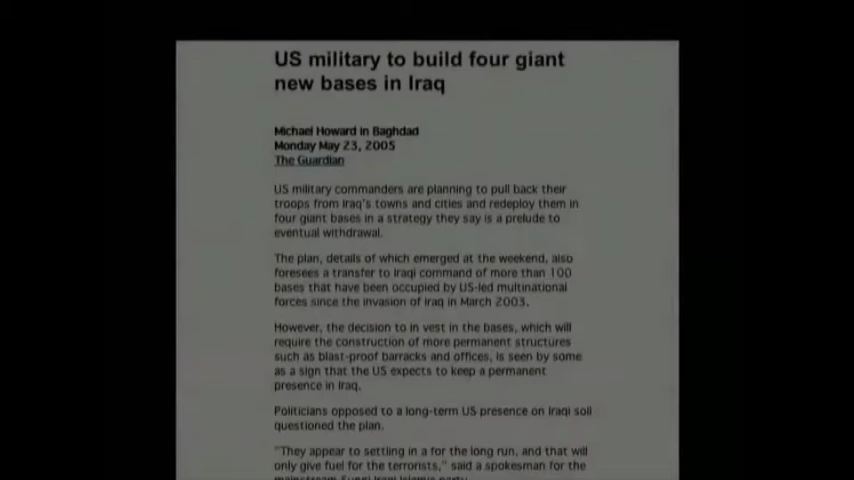 US military to build four giant
new bases in Iraq
Michael Howard in Baghdad
Monday May 23, 2005
The Guardian
US military commanders are planning to pull back their
troops from Iraq's towns and cities and redeploy them in
four giant bases in a strategy they say is a prelude to
eventual withdrawal.
The plan, details of which emerged at the weekend, also
foresees a transfer to Iraqi command of more than 100
bases that have been occupied by US-led multinational
forces since the invasion of Iraq in March 2003.
However, the decision to in vest in the bases, which will
require the construction of more permanent structures
such as blast-proof barracks and offices, is seen by some
as a sign that the US expects to keep a permanent
presence in Iraq.
Politicians opposed to a long-term US presence on Iraqi soil
questioned the plan.
"They appear to settling in a for the long run, and that will
only give fuel for the terrorists," said a spokesman for the
mainstream Sunni Iraqi Islamic party.